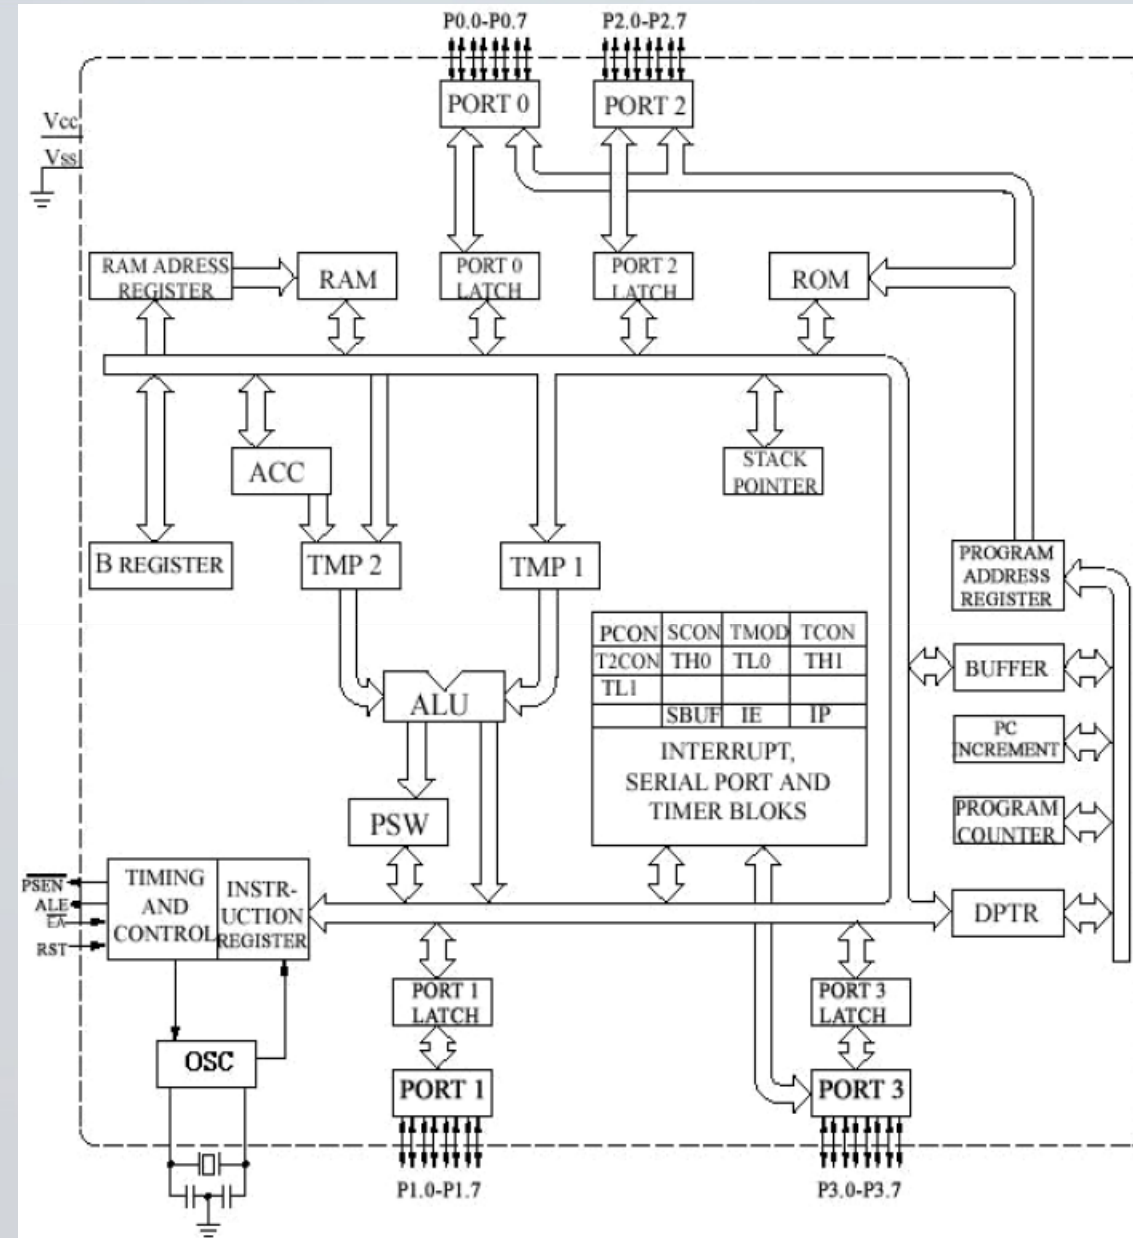 P0.0-P0.7
P2.0-P2.7
PORT 0
PORT 2
Vcc
Vss
RAM ADRESS
REGISTER
RAM
PORT 0
LATCH
PORT 2
LATCH
ROM
ACC
STACK
POINTER
B REGISTER
TMP 2
TMP 1
PROGRAM
ADDRESS
REGISTER
PCON SCON TMOD TCON
T2CON TH0 TL0 TH1
TL1
SBUF IE IP
INTERRUPT,
SERIAL PORT AND
TIMER BLOKS
BUFFER
ALU
PC
INCREMENT
PSW
PROGRAM
COUNTER
PSEN
ALE
EA
RST
TIMING
AND
CONTROL
INSTR-
UCTION
REGISTER
DPTR
PORT 1
LATCH
PORT 3
LATCH
OSC
PORT 1
PORT 3
P1.0-P1.7
P3.0-P3.7